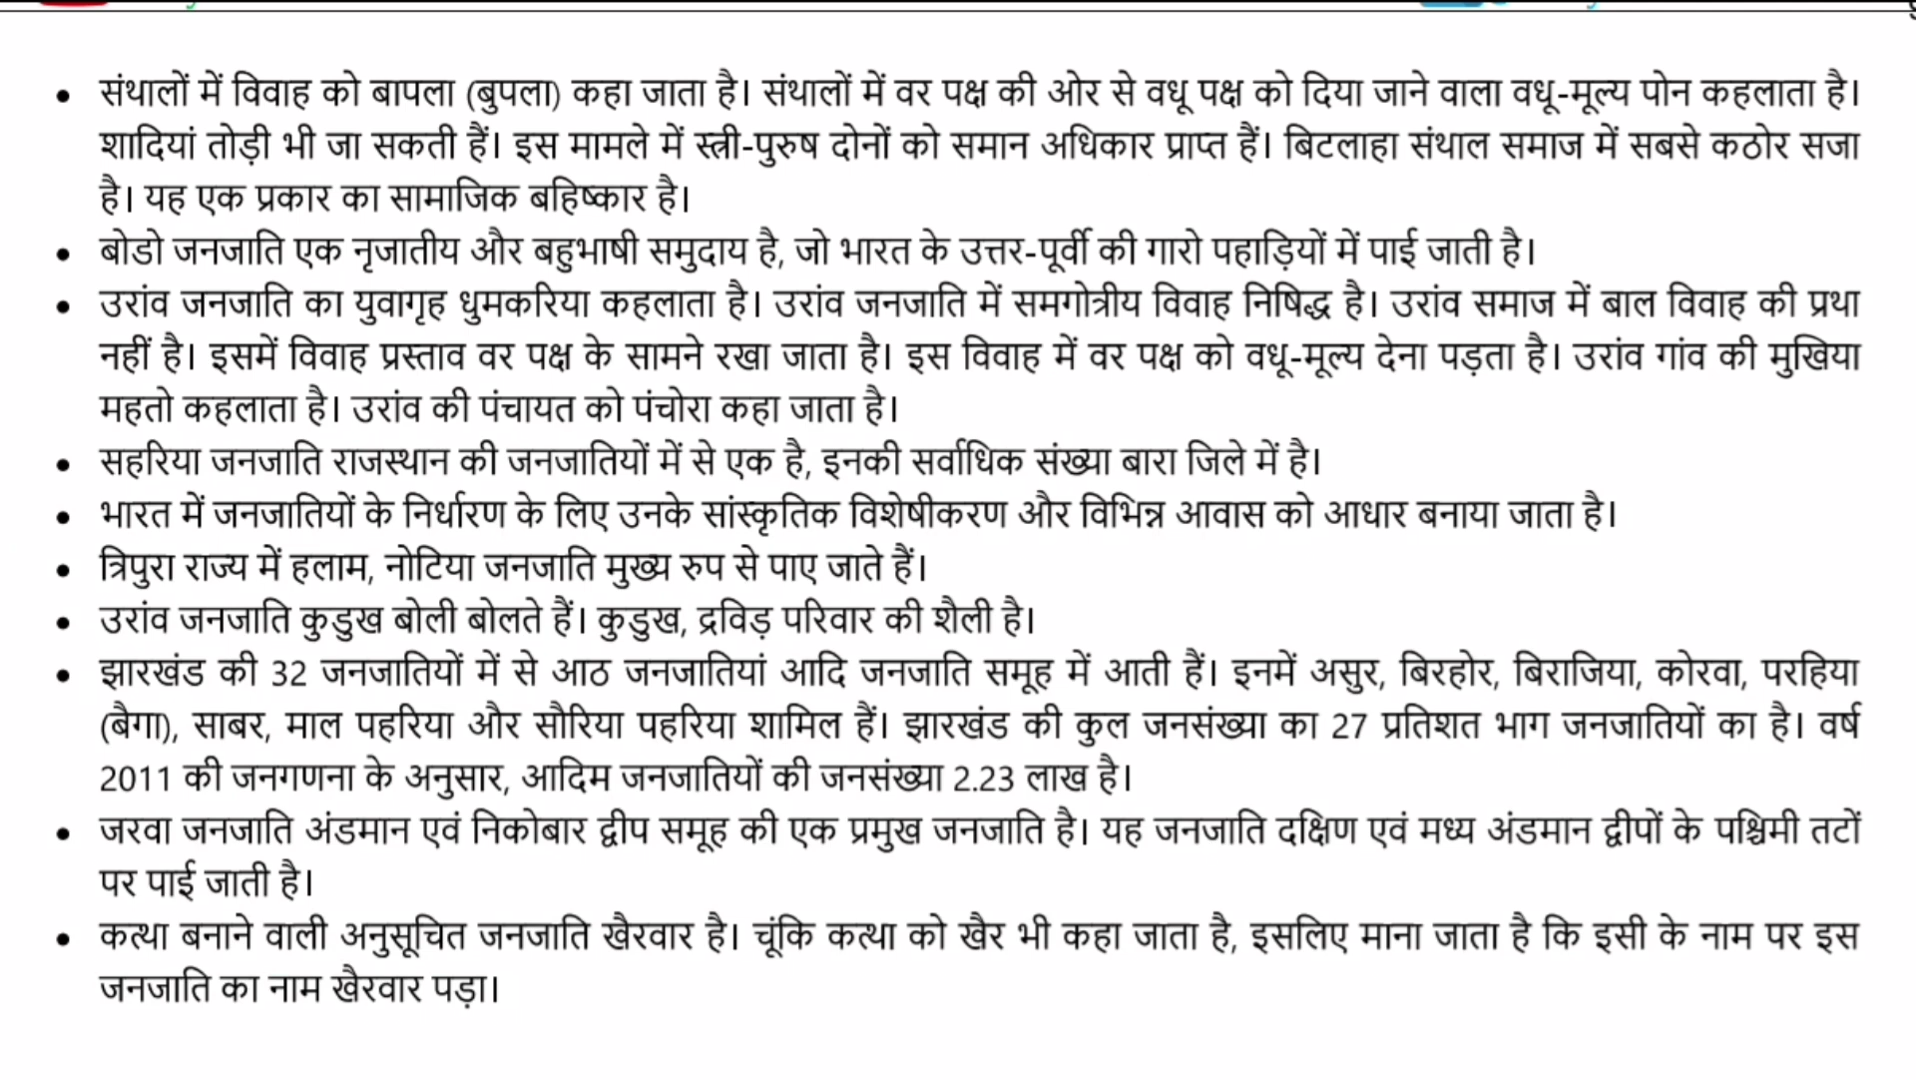 • संथालों में विवाह को बापला (बुपला) कहा जाता है। संथालों में वर पक्ष की ओर से वधू पक्ष को दिया जाने वाला वधू-मूल्य पोन कहलाता है।
शादियां तोड़ी भी जा सकती हैं। इस मामले में स्त्री-पुरुष दोनों को समान अधिकार प्राप्त हैं। बिटलाहा संथाल समाज में सबसे कठोर सजा
है। यह एक प्रकार का सामाजिक बहिष्कार है।
• बोडो जनजाति एक नृजातीय और बहुभाषी समुदाय है, जो भारत के उत्तर-पूर्वी की गारो पहाड़ियों में पाई जाती है।
• उरांव जनजाति का युवागृह धुमकरिया कहलाता है। उरांव जनजाति में समगोत्रीय विवाह निषिद्ध है। उरांव समाज में बाल विवाह की प्रथा
नहीं है। इसमें विवाह प्रस्ताव वर पक्ष के सामने रखा जाता है। इस विवाह में वर पक्ष को वधू-मूल्य देना पड़ता है। उरांव गांव की मुखिया
महतो कहलाता है। उरांव की पंचायत को पंचोरा कहा जाता है।
• सहरिया जनजाति राजस्थान की जनजातियों में से एक है, इनकी सर्वाधिक संख्या बारा जिले में है।
• भारत में जनजातियों के निर्धारण के लिए उनके सांस्कृतिक विशेषीकरण और विभिन्न आवास को आधार बनाया जाता है।
• त्रिपुरा राज्य में हलाम, नोटिया जनजाति मुख्य रुप से पाए जाते हैं।
• उरांव जनजाति कुडुख बोली बोलते हैं। कुडुख, द्रविड़ परिवार की शैली है।
• झारखंड की 32 जनजातियों में से आठ जनजातियां आदि जनजाति समूह में आती हैं। इनमें असुर, बिरहोर, बिराजिया, कोरवा, परहिया
(बैगा), साबर, माल पहरिया और सौरिया पहरिया शामिल हैं। झारखंड की कुल जनसंख्या का 27 प्रतिशत भाग जनजातियों का है। वर्ष
2011 की जनगणना के अनुसार, आदिम जनजातियों की जनसंख्या 2.23 लाख है।
• जरवा जनजाति अंडमान एवं निकोबार द्वीप समूह की एक प्रमुख जनजाति है। यह जनजाति दक्षिण एवं मध्य अंडमान द्वीपों के पश्चिमी तटों
पर पाई जाती है।
• कत्था बनाने वाली अनुसूचित जनजाति खैरवार है। चूंकि कत्था को खैर भी कहा जाता है, इसलिए माना जाता है कि इसी के नाम पर इस
जनजाति का नाम खैरवार पड़ा।